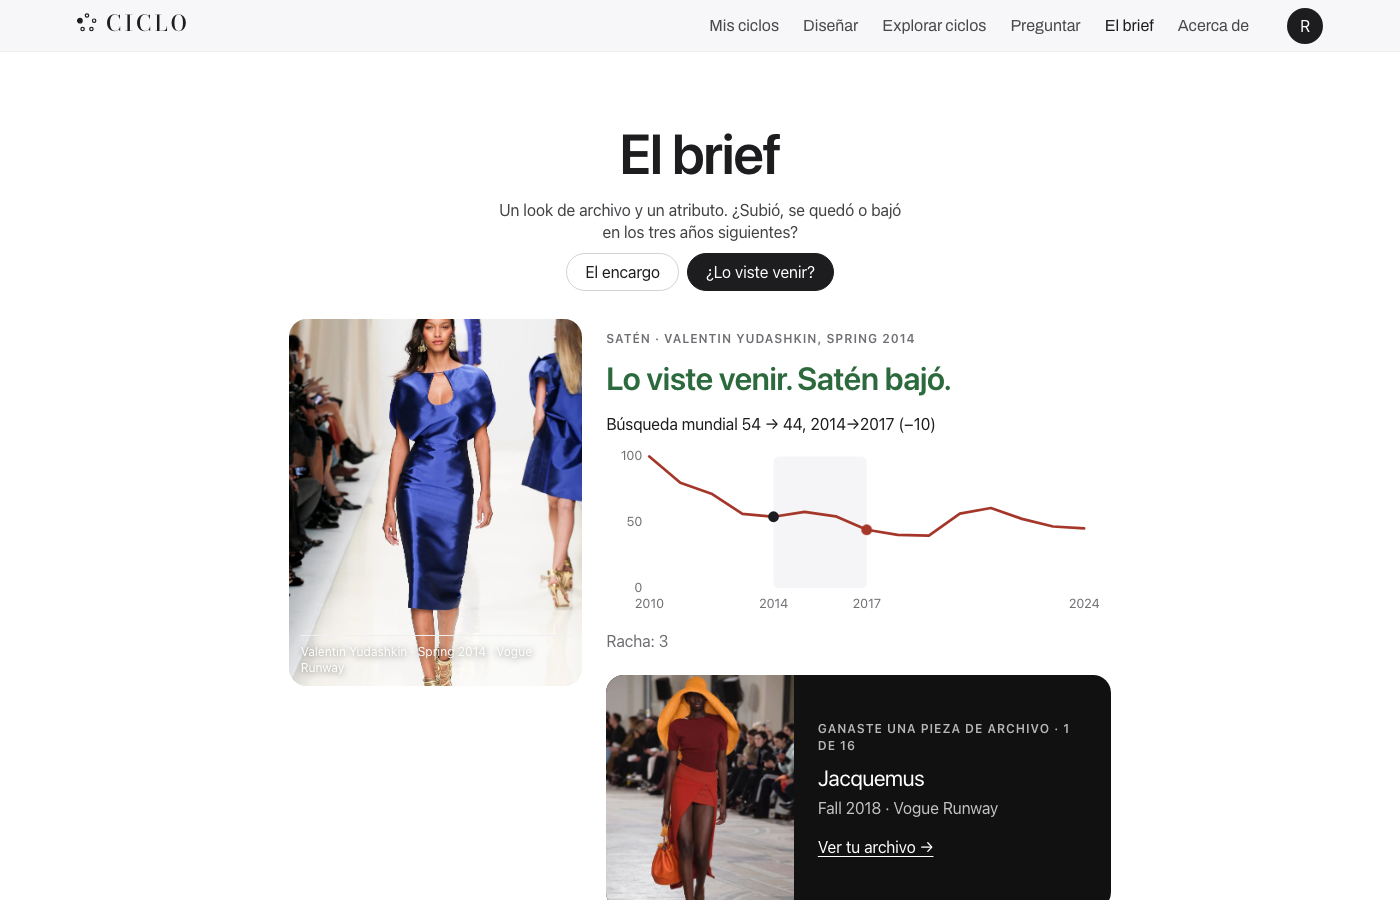 CICLO
Mis ciclos
Diseñar
Explorar ciclos
Preguntar
El brief
Acerca de
R
El brief
Un look de archivo y un atributo. ¿Subió, se quedó o bajó
en los tres años siguientes?
El encargo
¿Lo viste venir?
Valentin Yudashkin · Spring 2014 · Vogue
Runway
SATÉN · VALENTIN YUDASHKIN, SPRING 2014
Lo viste venir. Satén bajó.
Búsqueda mundial 54 → 44, 2014→2017 (−10)
100
50
0
2010
2014
2017
2024
Racha: 3
GANASTE UNA PIEZA DE ARCHIVO · 1
DE 16
Jacquemus
Fall 2018 · Vogue Runway
Ver tu archivo →